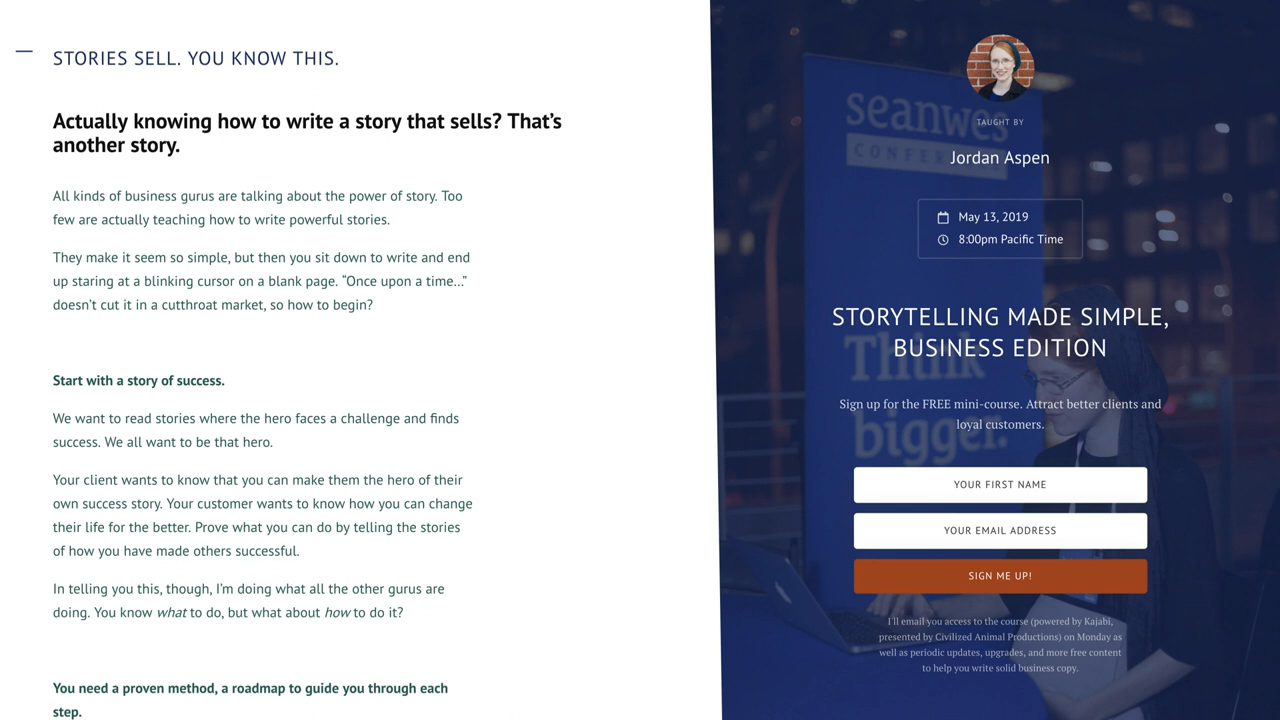 STORIES SELL. YOU KNOW THIS.
Actually knowing how to write a story that sells? That's
another story.
All kinds of business gurus are talking about the power of story. Too
few are actually teaching how to write powerful stories.
They make it seem so simple, but then you sit down to write and end
up staring at a blinking cursor on a blank page. “Once upon a time...”
doesn't cut it in a cutthroat market, so how to begin?
Start with a story of success.
We want to read stories where the hero faces a challenge and finds
success. We all want to be that hero.
Your client wants to know that you can make them the hero of their
own success story. Your customer wants to know how you can change
their life for the better. Prove what you can do by telling the stories
of how you have made others successful.
In telling you this, though, I'm doing what all the other gurus are
doing. You know what to do, but what about how to do it?
You need a proven method, a roadmap to guide you through each
step.
seanwes
CONFERENCE
TAUGHT BY
Jordan Aspen
May 13, 2019
8:00pm Pacific Time
STORYTELLING MADE SIMPLE,
BUSINESS EDITION
Think
bigger.
Sign up for the FREE mini-course. Attract better clients and
loyal customers.
YOUR FIRST NAME
YOUR EMAIL ADDRESS
SIGN ME UP!
I'll email you access to the course (powered by Kajabi,
presented by Civilized Animal Productions) on Monday as
well as periodic updates, upgrades, and more free content
to help you write solid business copy.